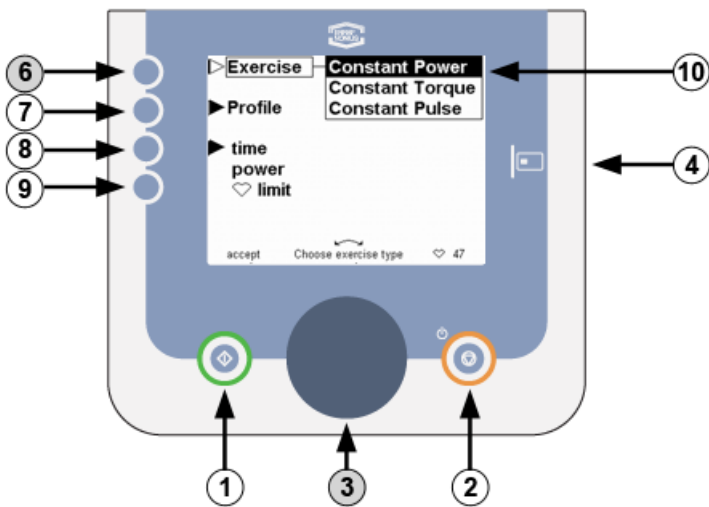 Exercise
Constant Power
Constant Torque
Constant Pulse
Profile
time
power
limit
accept
Choose exercise type
47
6
7
8
9
10
4
1
3
2